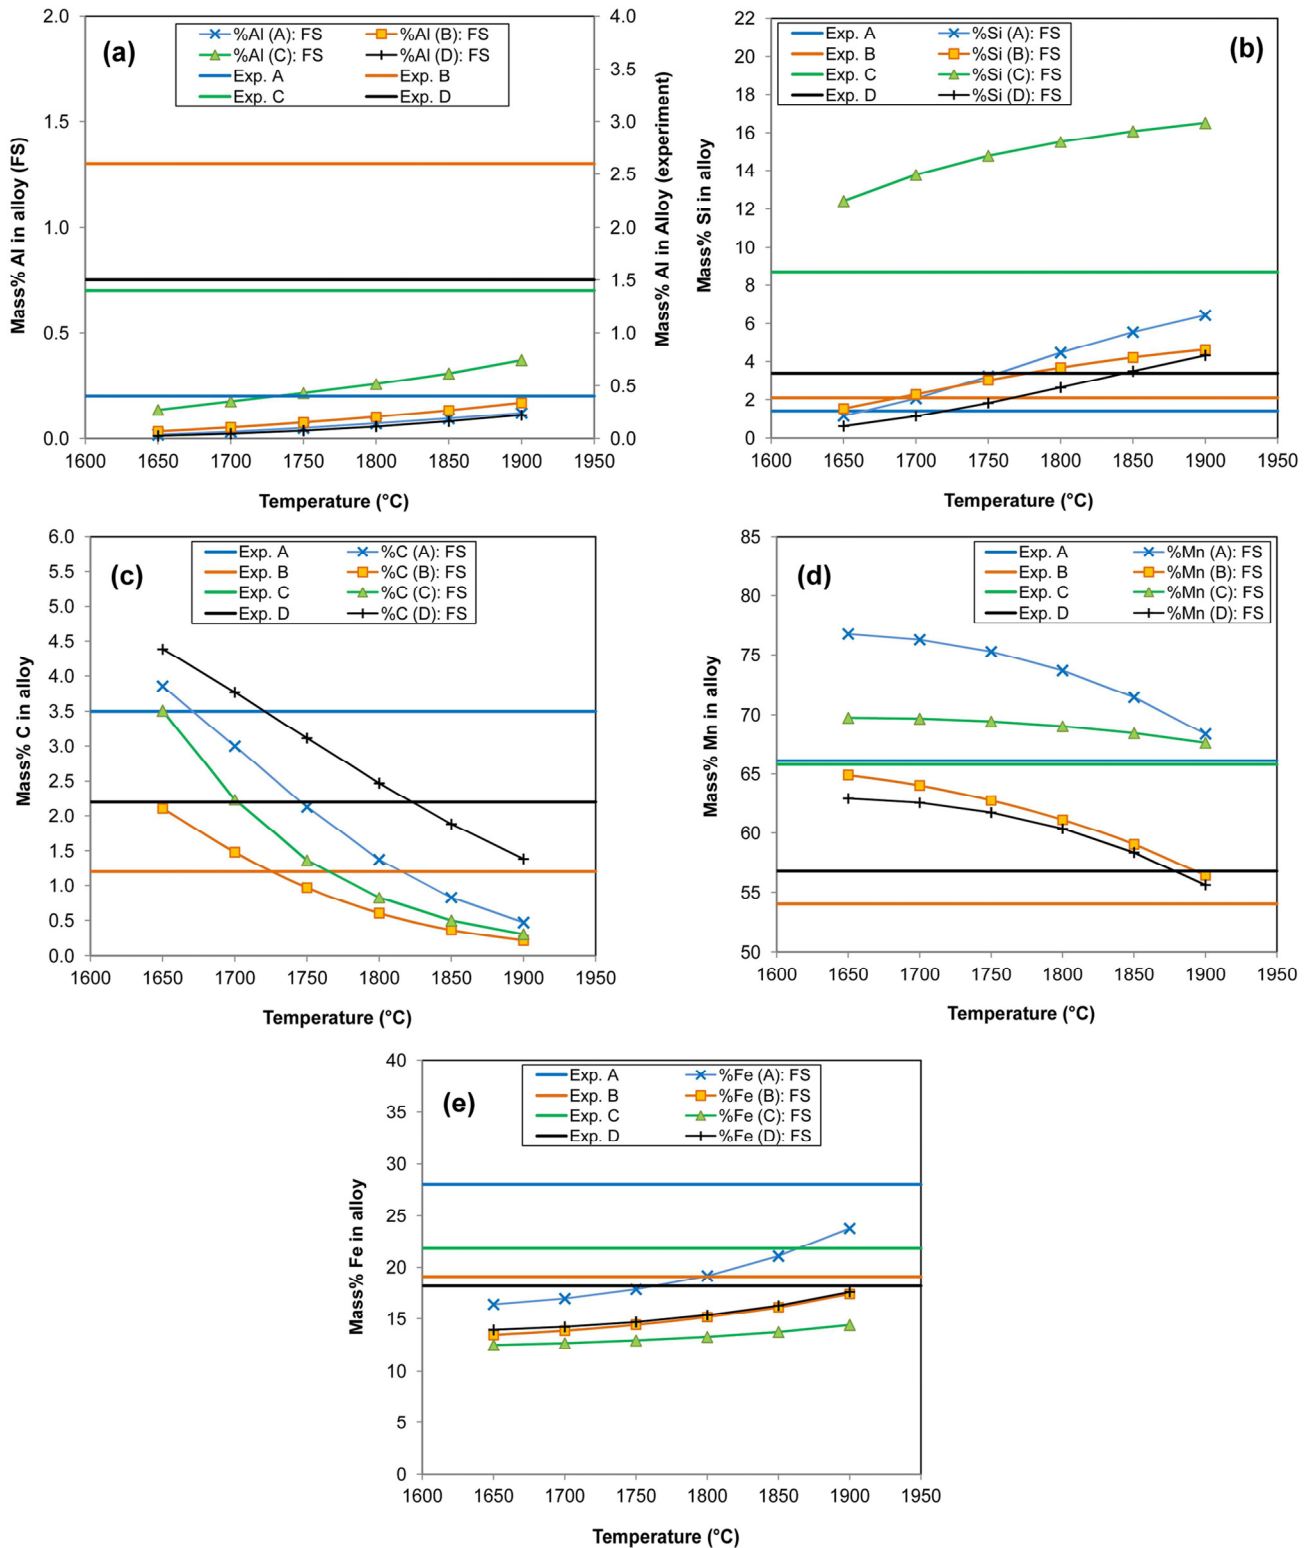 (a)
%Al (A): FS %Al (B): FS
%Al (C): FS %Al (D): FS
Exp. A Exp. B
Exp. C Exp. D
2.0
1.5
1.0
0.5
0.0
Mass% Al in alloy (FS)
4.0
3.5
3.0
2.5
2.0
1.5
1.0
0.5
0.0
Mass% Al in Alloy (experiment)
1600 1650 1700 1750 1800 1850 1900 1950
Temperature (°C)
(b)
Exp. A %Si (A): FS
Exp. B %Si (B): FS
Exp. C %Si (C): FS
Exp. D %Si (D): FS
22
20
18
16
14
12
10
8
6
4
2
0
Mass% Si in alloy
1600 1650 1700 1750 1800 1850 1900 1950
Temperature (°C)
(c)
Exp. A %C (A): FS
Exp. B %C (B): FS
Exp. C %C (C): FS
Exp. D %C (D): FS
6.0
5.5
5.0
4.5
4.0
3.5
3.0
2.5
2.0
1.5
1.0
0.5
0.0
Mass% C in alloy
1600 1650 1700 1750 1800 1850 1900 1950
Temperature (°C)
(d)
Exp. A %Mn (A): FS
Exp. B %Mn (B): FS
Exp. C %Mn (C): FS
Exp. D %Mn (D): FS
85
80
75
70
65
60
55
50
Mass% Mn in alloy
1600 1650 1700 1750 1800 1850 1900 1950
Temperature (°C)
(e)
Exp. A %Fe (A): FS
Exp. B %Fe (B): FS
Exp. C %Fe (C): FS
Exp. D %Fe (D): FS
40
35
30
25
20
15
10
5
0
Mass% Fe in alloy
1600 1650 1700 1750 1800 1850 1900 1950
Temperature (°C)